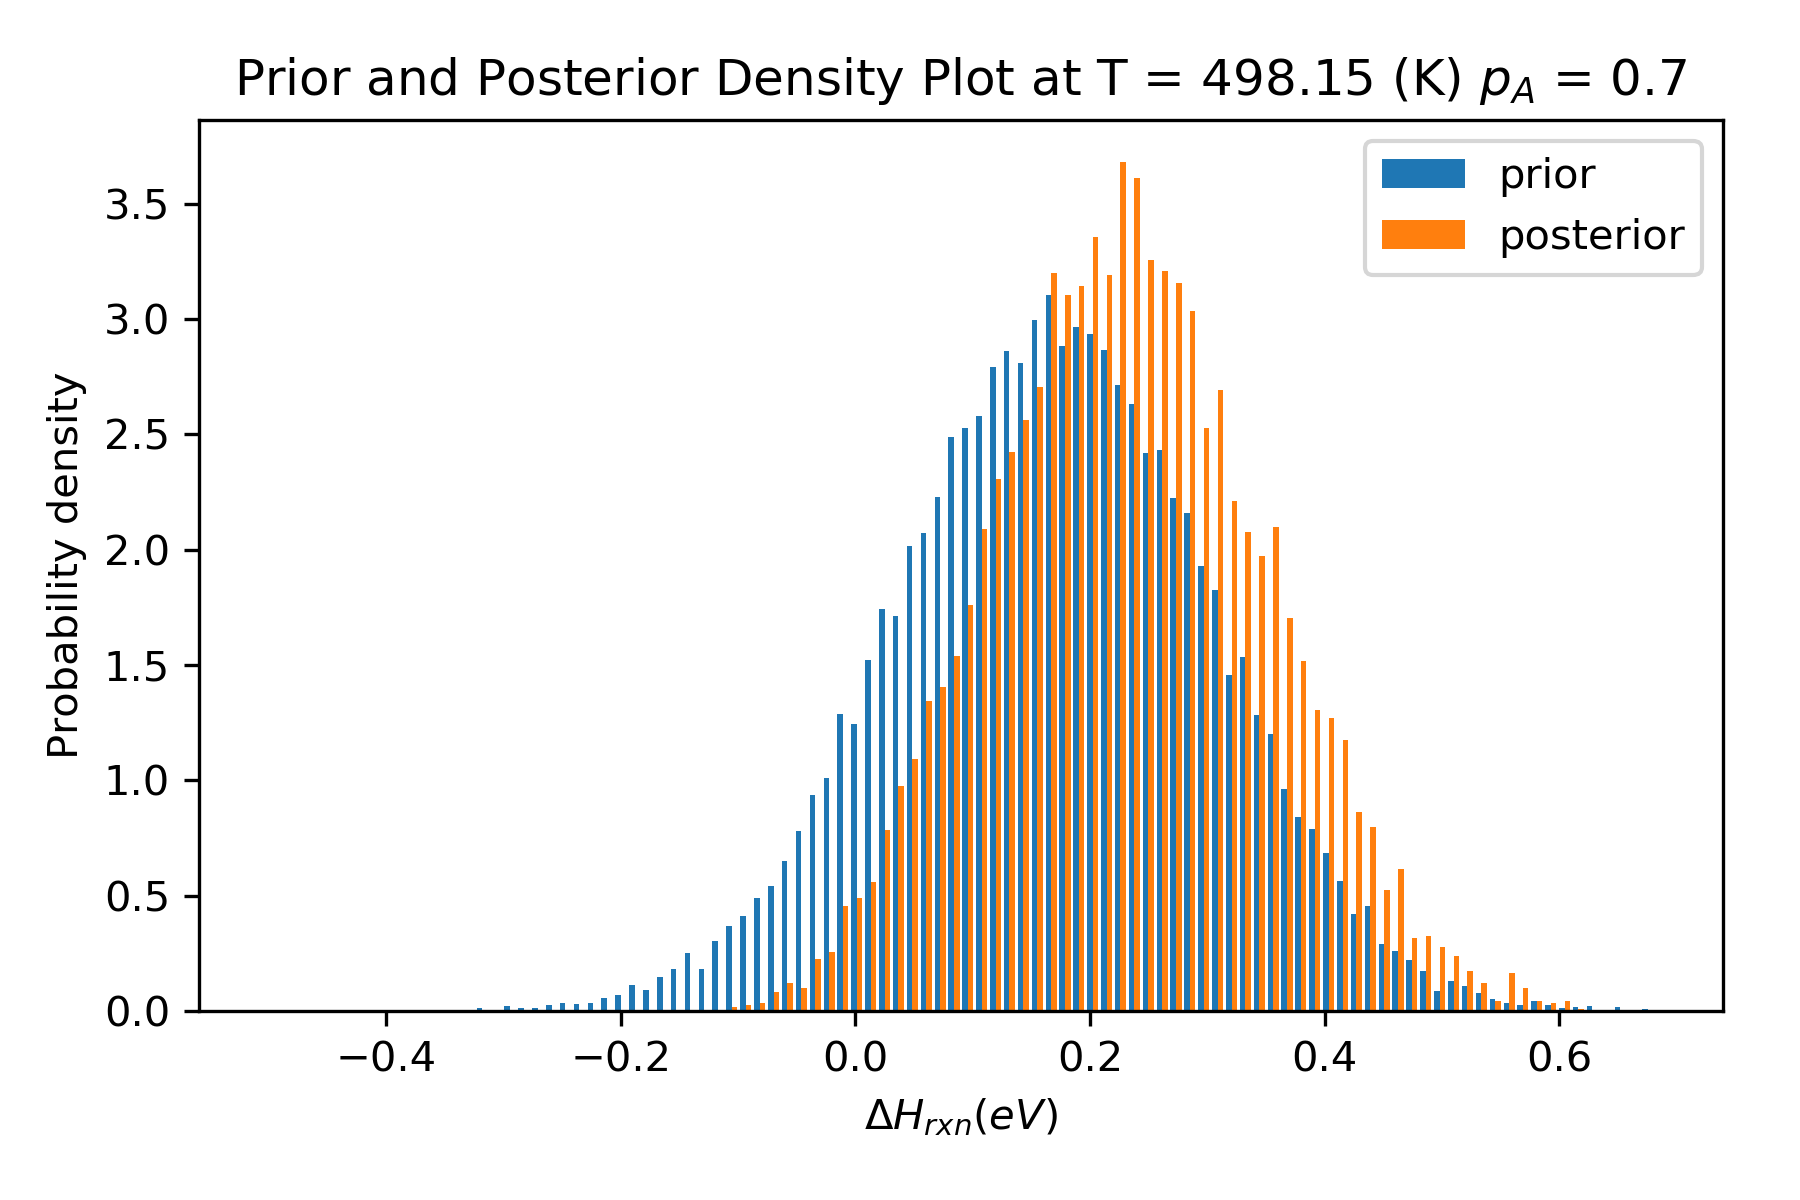 Prior and Posterior Density Plot at T = 498.15 (K) p_A = 0.7
prior
posterior
3.5
3.0
2.5
2.0
1.5
1.0
0.5
0.0
Probability density
−0.4
−0.2
0.0
0.2
0.4
0.6
ΔH_rxn(eV)